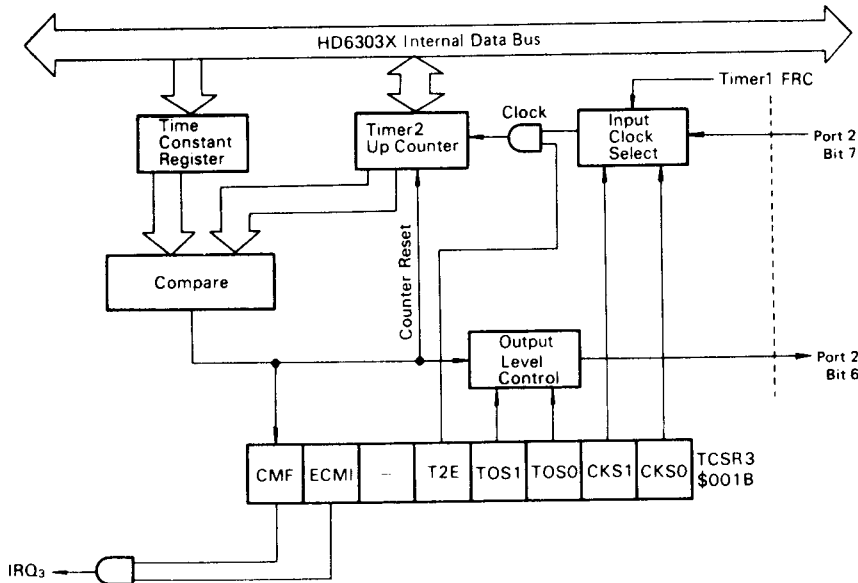 HD6303X Internal Data Bus
Timer1 FRC
Time
Constant
Register
Timer2
Up Counter
Clock
Input
Clock
Select
Port 2
Bit 7
Compare
Counter Reset
Output
Level
Control
Port 2
Bit 6
CMF
ECMI
—
T2E
TOS1
TOS0
CKS1
CKS0
TCSR3
$001B
IRQ₃